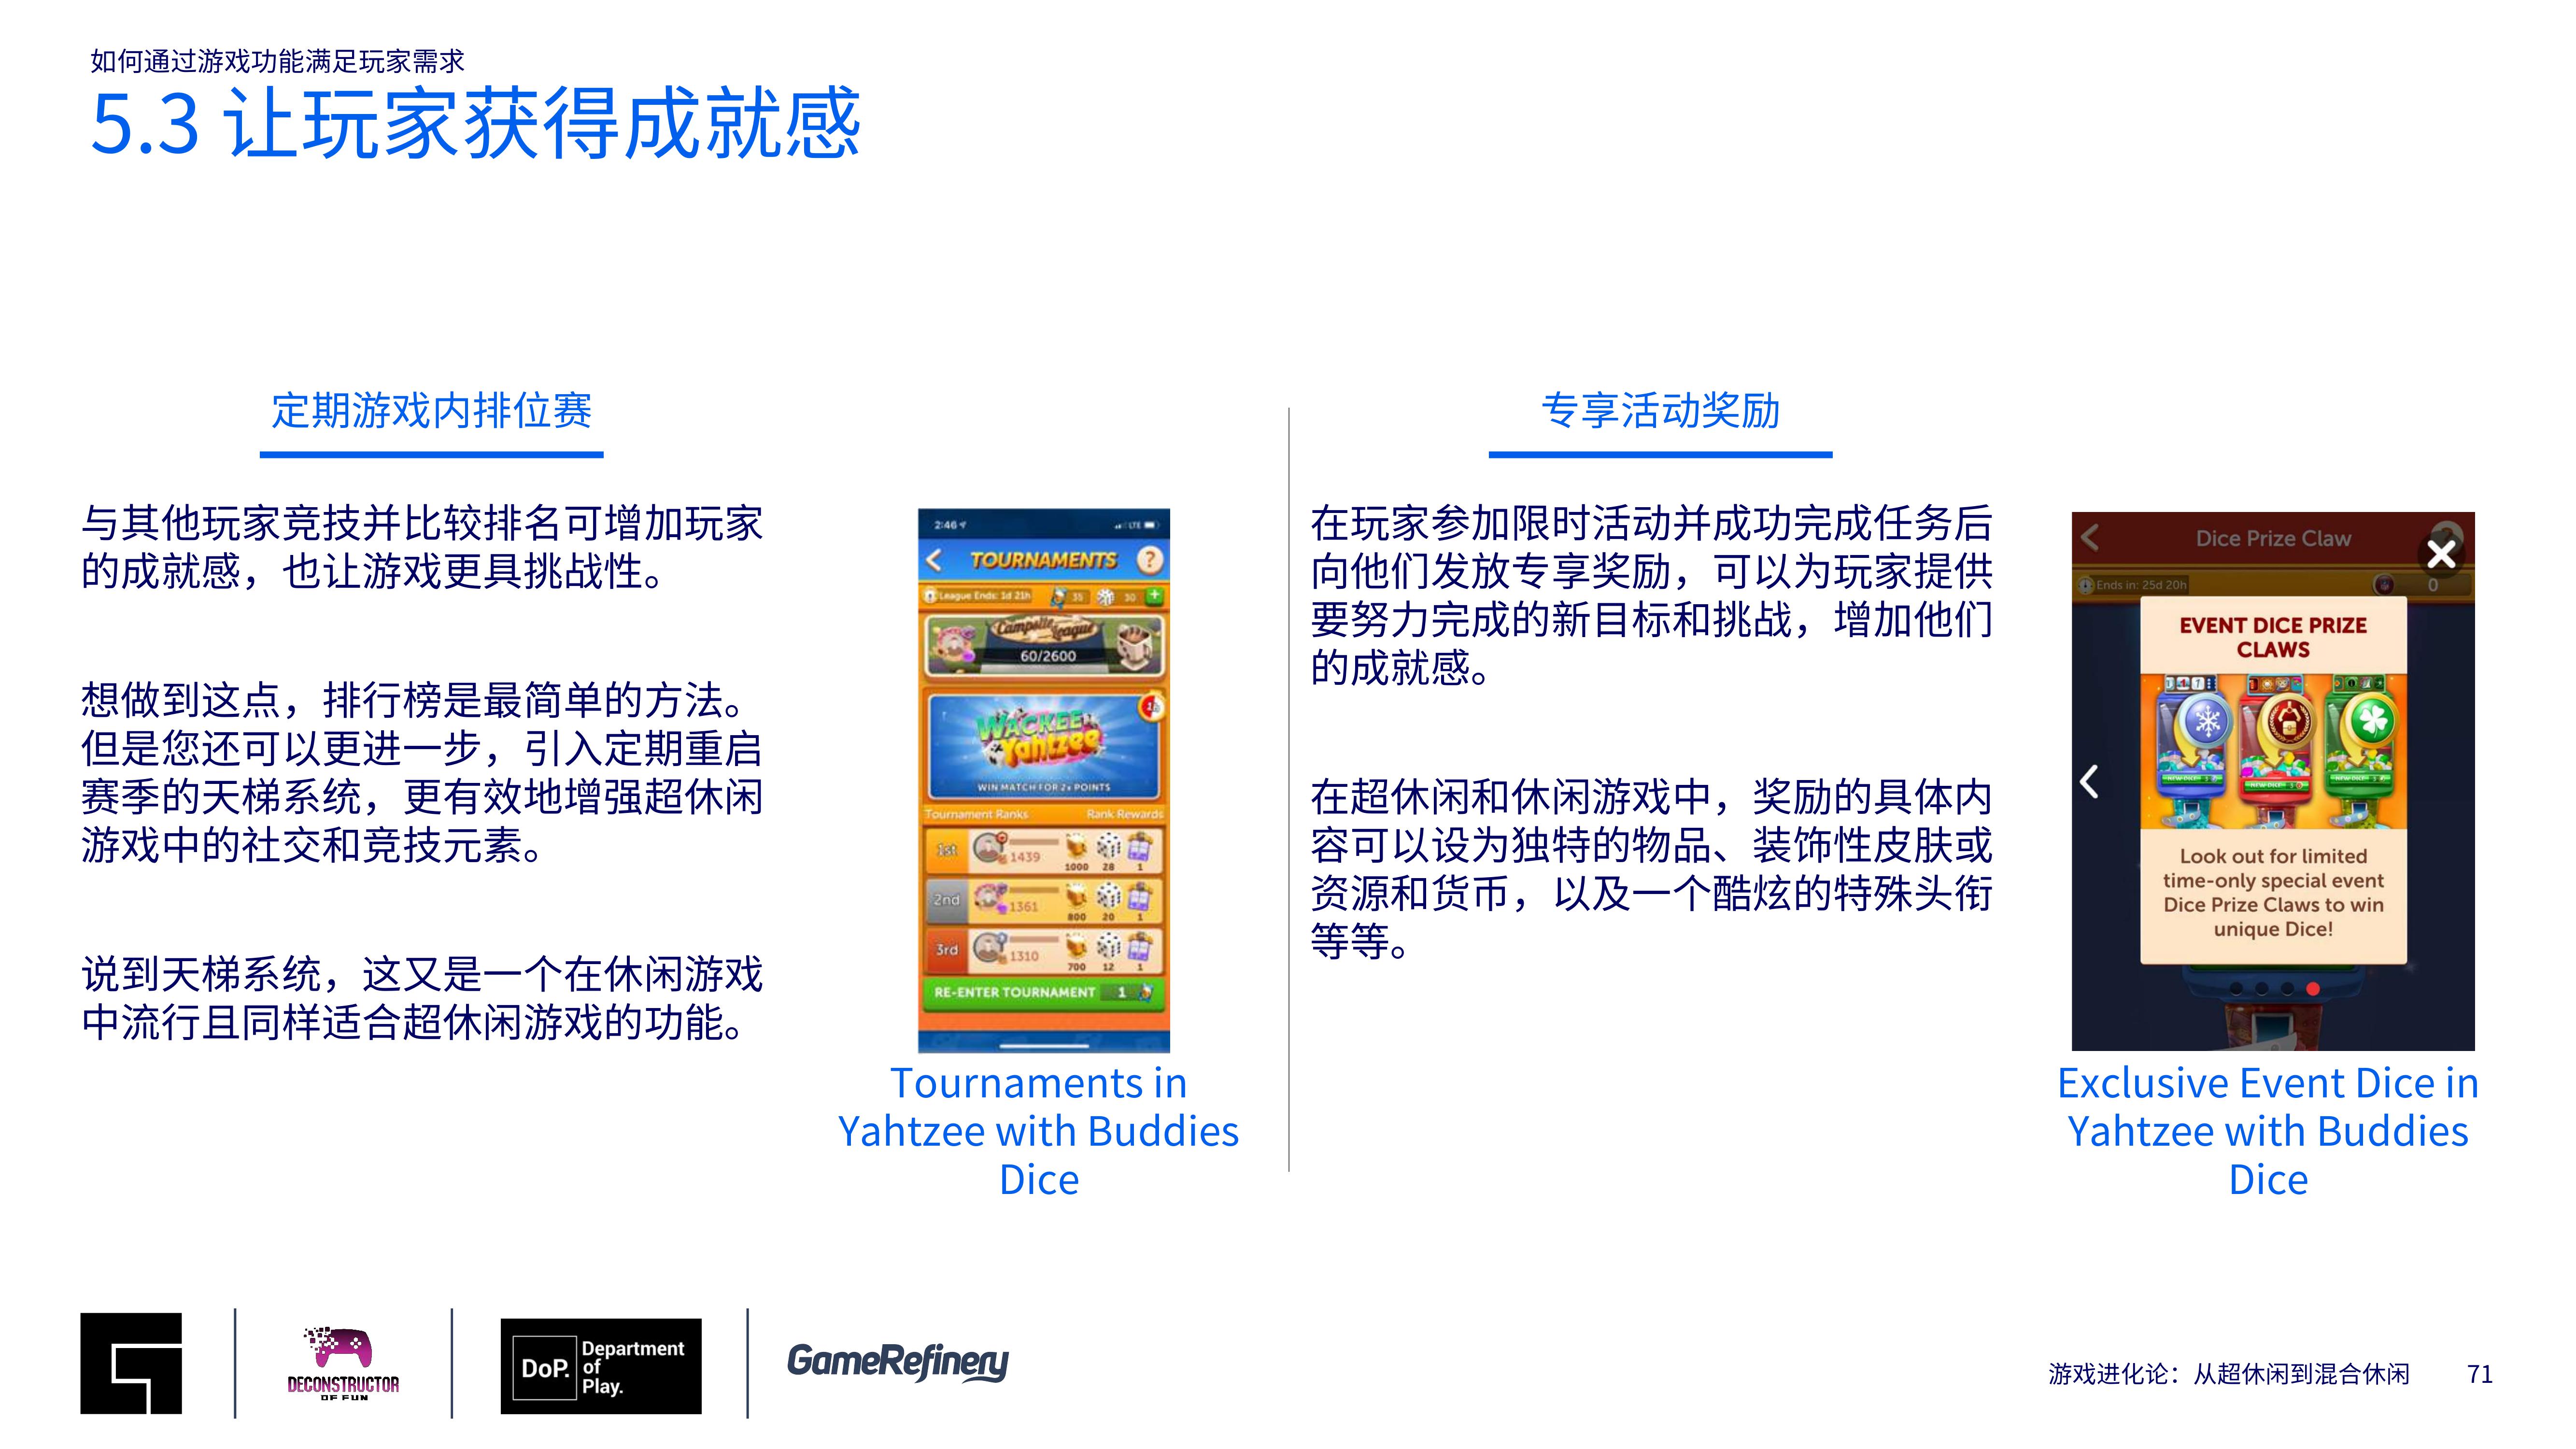 如何通过游戏功能满足玩家需求
5.3 让玩家获得成就感
定期游戏内排位赛
与其他玩家竞技并比较排名可增加玩家
的成就感，也让游戏更具挑战性。
想做到这点，排行榜是最简单的方法。
但是您还可以更进一步，引入定期重启
赛季的天梯系统，更有效地增强超休闲
游戏中的社交和竞技元素。
说到天梯系统，这又是一个在休闲游戏
中流行且同样适合超休闲游戏的功能。
2:46
LTE
TOURNAMENTS
?
League Ends: 1d 21h
35
30
Campsite League
60/2600
WACKEE
Yahtzee
WIN MATCH FOR 2x POINTS
Tournament Ranks
Rank Rewards
1st
1439
1000 28 1
2nd
1361
800 20 1
3rd
1310
700 12 1
RE-ENTER TOURNAMENT 1
Tournaments in
Yahtzee with Buddies
Dice
专享活动奖励
在玩家参加限时活动并成功完成任务后
向他们发放专享奖励，可以为玩家提供
要努力完成的新目标和挑战，增加他们
的成就感。
在超休闲和休闲游戏中，奖励的具体内
容可以设为独特的物品、装饰性皮肤或
资源和货币，以及一个酷炫的特殊头衔
等等。
Dice Prize Claw
Ends in: 25d 20h
0
EVENT DICE PRIZE
CLAWS
Look out for limited
time-only special event
Dice Prize Claws to win
unique Dice!
Exclusive Event Dice in
Yahtzee with Buddies
Dice
DECONSTRUCTOR
OF FUN
DoP.
Department
of
Play.
GameRefinery
游戏进化论：从超休闲到混合休闲
71